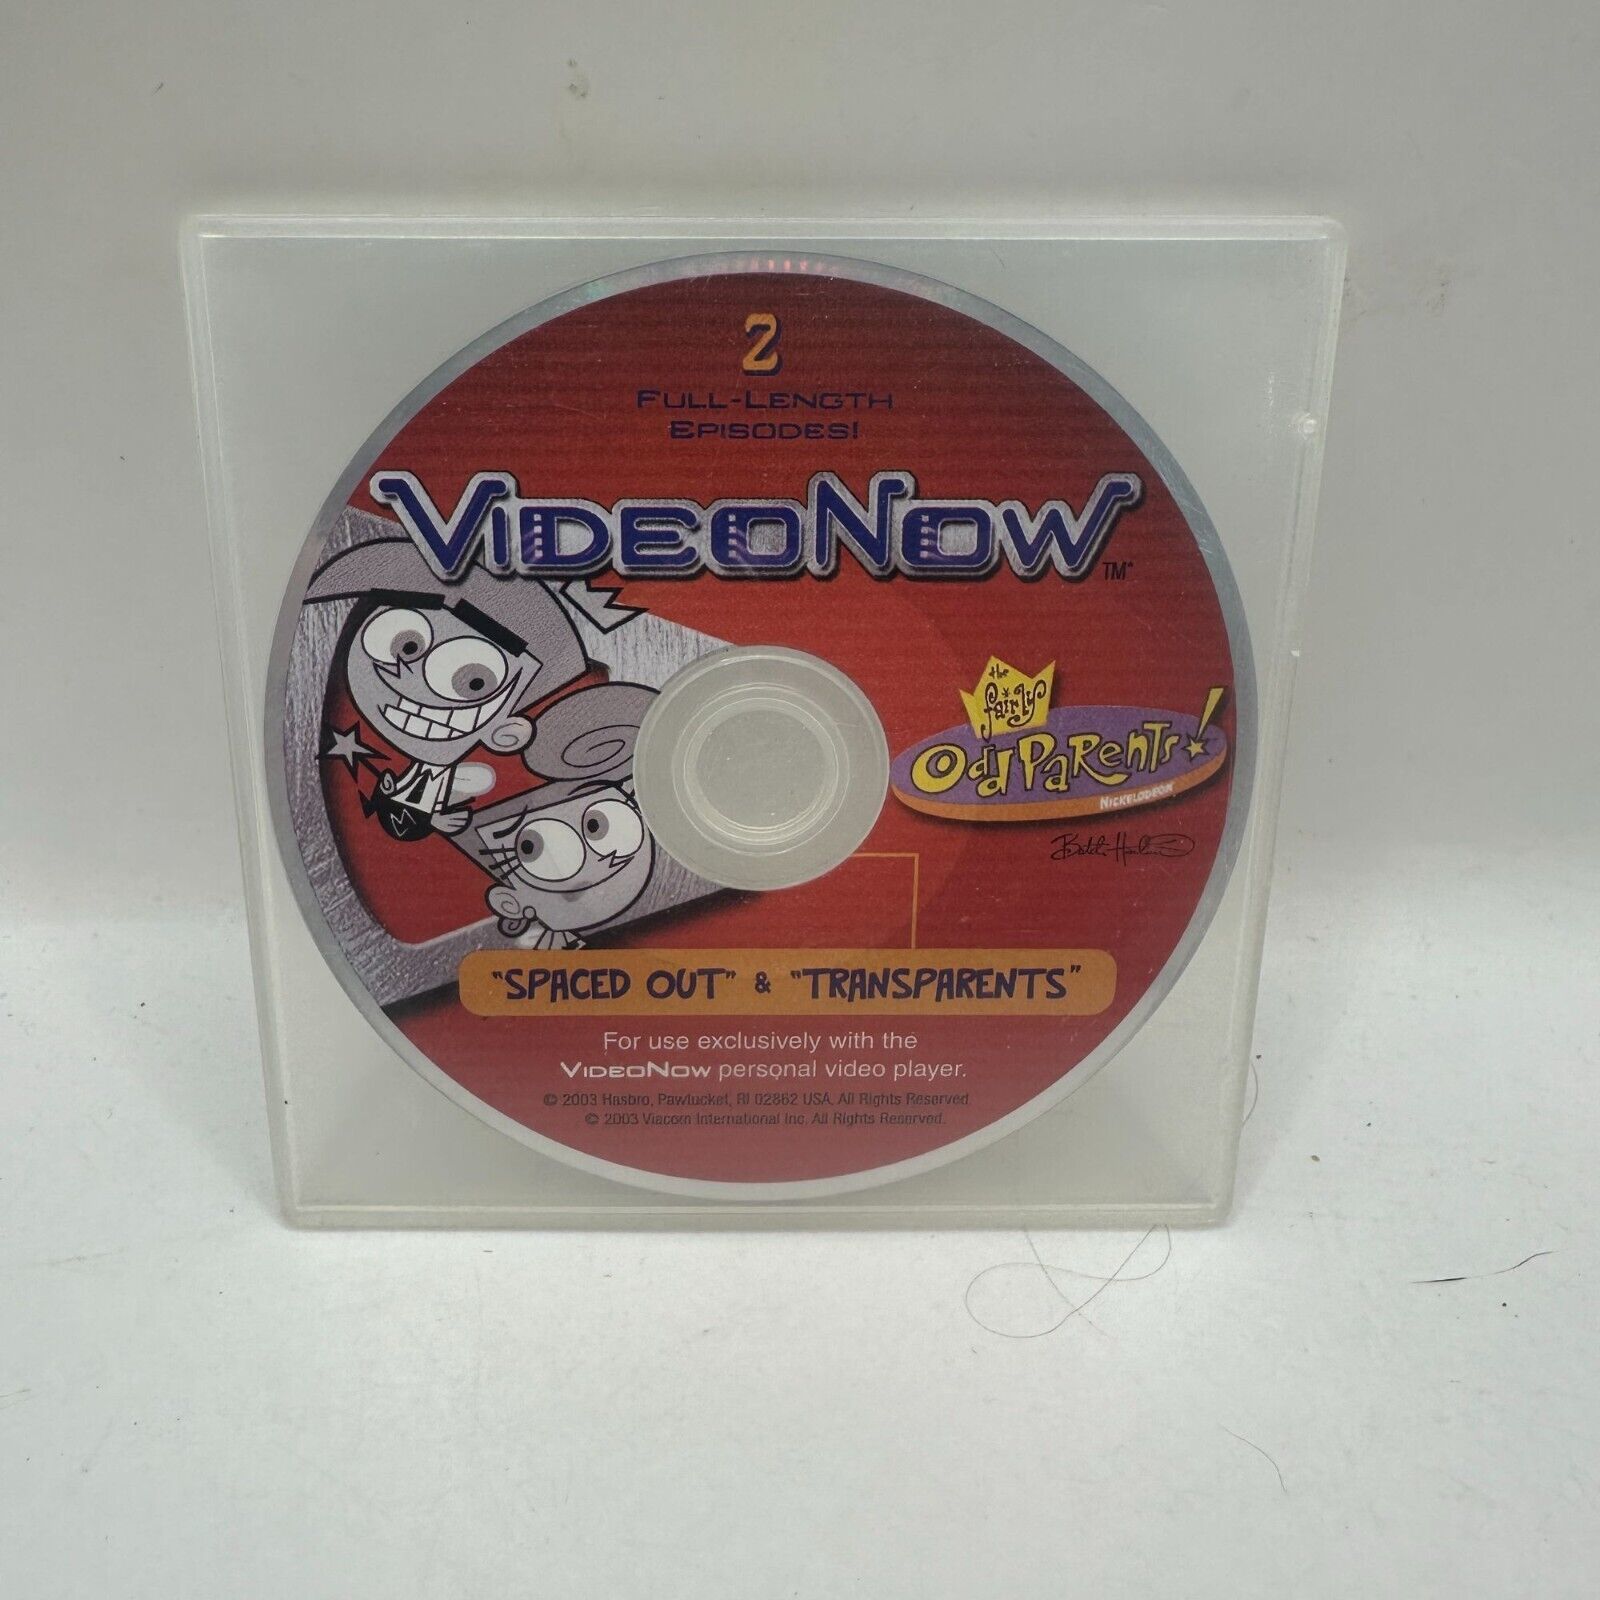 2
FULL-LENGTH
EPISODES!
VIDEONOW
TM*
the
fairly
OddParents!
NICKELODEON
Butch Hartman
"SPACED OUT" & "TRANSPARENTS"
For use exclusively with the
VIDEONOW personal video player.
© 2003 Hasbro, Pawtucket, RI 02862 USA. All Rights Reserved.
© 2003 Viacom International Inc. All Rights Reserved.